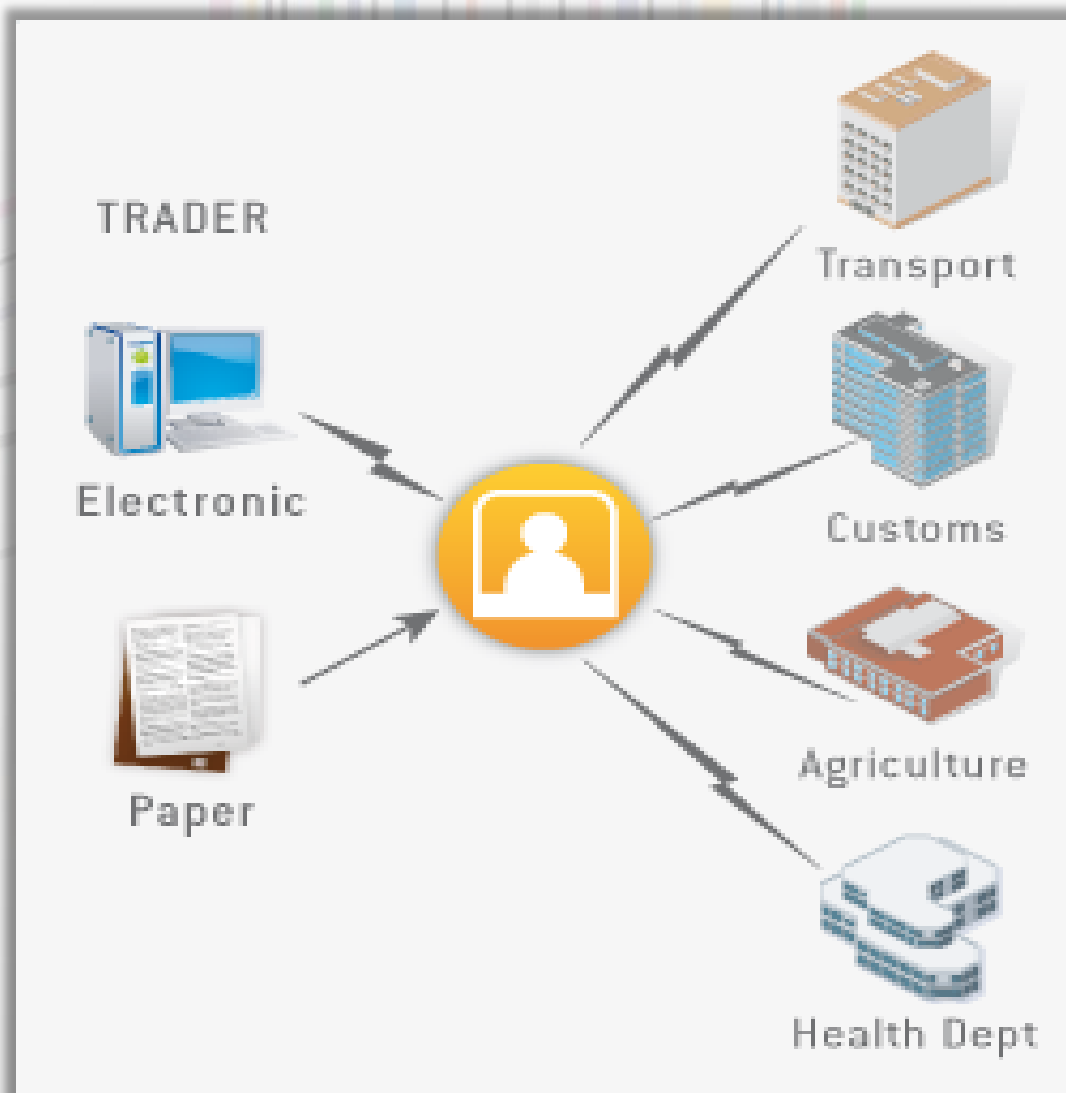 TRADER
Electronic
Paper
Transport
Customs
Agriculture
Health Dept